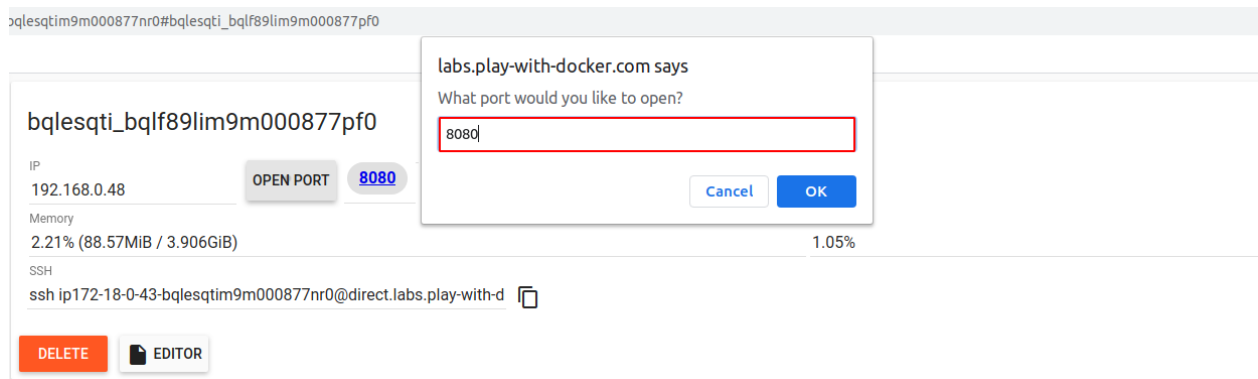 bqlesqtim9m000877nr0#bqlesqti_bqlf89lim9m000877pf0
labs.play-with-docker.com says
What port would you like to open?
8080
Cancel
OK
bqlesqti_bqlf89lim9m000877pf0
IP
192.168.0.48
OPEN PORT
8080
Memory
2.21% (88.57MiB / 3.906GiB)
1.05%
SSH
ssh ip172-18-0-43-bqlesqtim9m000877nr0@direct.labs.play-with-d
DELETE
EDITOR